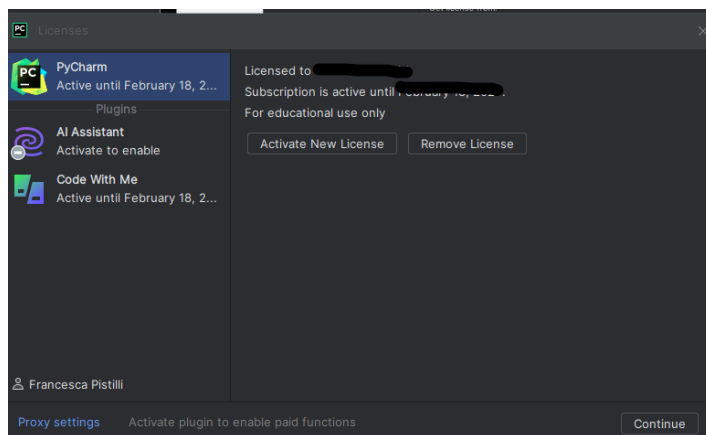 PC Licenses
PC
PyCharm
Active until February 18, 2...
Plugins
AI Assistant
Activate to enable
Code With Me
Active until February 18, 2...
Francesca Pistilli
Licensed to
Subscription is active until
For educational use only
Activate New License Remove License
Proxy settings Activate plugin to enable paid functions Continue